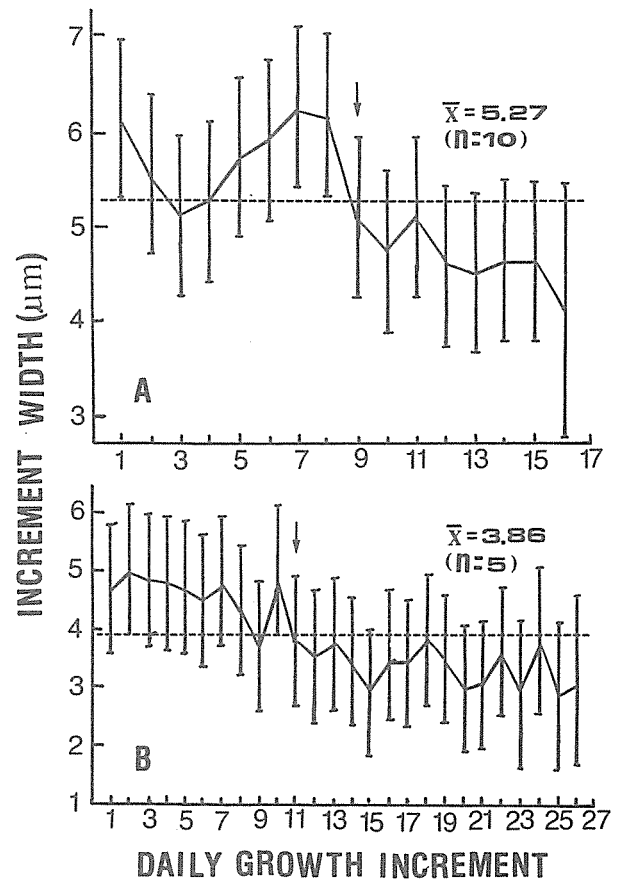 INCREMENT WIDTH (µm)
7
6
5
4
3
x̄=5.27
(n=10)
A
1 3 5 7 9 11 13 15 17
6
5
4
3
2
1
x̄=3.86
(n=5)
B
1 3 5 7 9 11 13 15 17 19 21 23 25 27
DAILY GROWTH INCREMENT